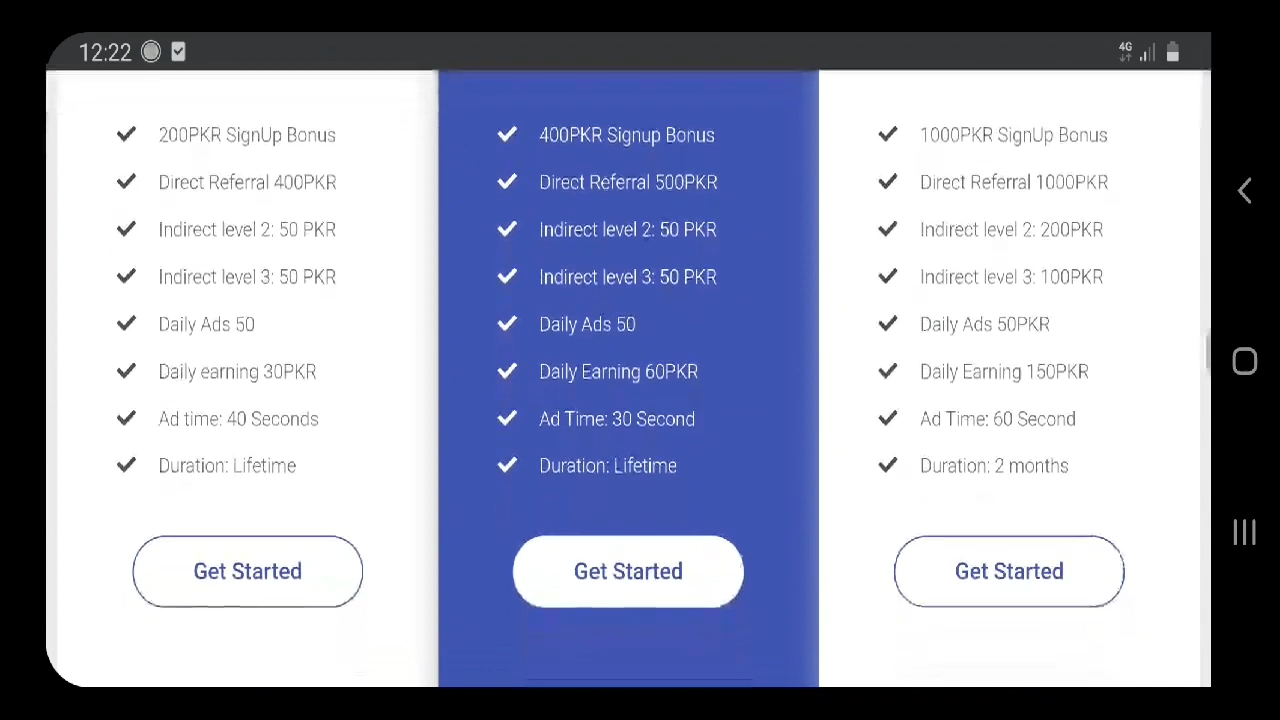 12:22
4G
200PKR SignUp Bonus
Direct Referral 400PKR
Indirect level 2: 50 PKR
Indirect level 3: 50 PKR
Daily Ads 50
Daily earning 30PKR
Ad time: 40 Seconds
Duration: Lifetime
Get Started
400PKR Signup Bonus
Direct Referral 500PKR
Indirect level 2: 50 PKR
Indirect level 3: 50 PKR
Daily Ads 50
Daily Earning 60PKR
Ad Time: 30 Second
Duration: Lifetime
Get Started
1000PKR SignUp Bonus
Direct Referral 1000PKR
Indirect level 2: 200PKR
Indirect level 3: 100PKR
Daily Ads 50PKR
Daily Earning 150PKR
Ad Time: 60 Second
Duration: 2 months
Get Started